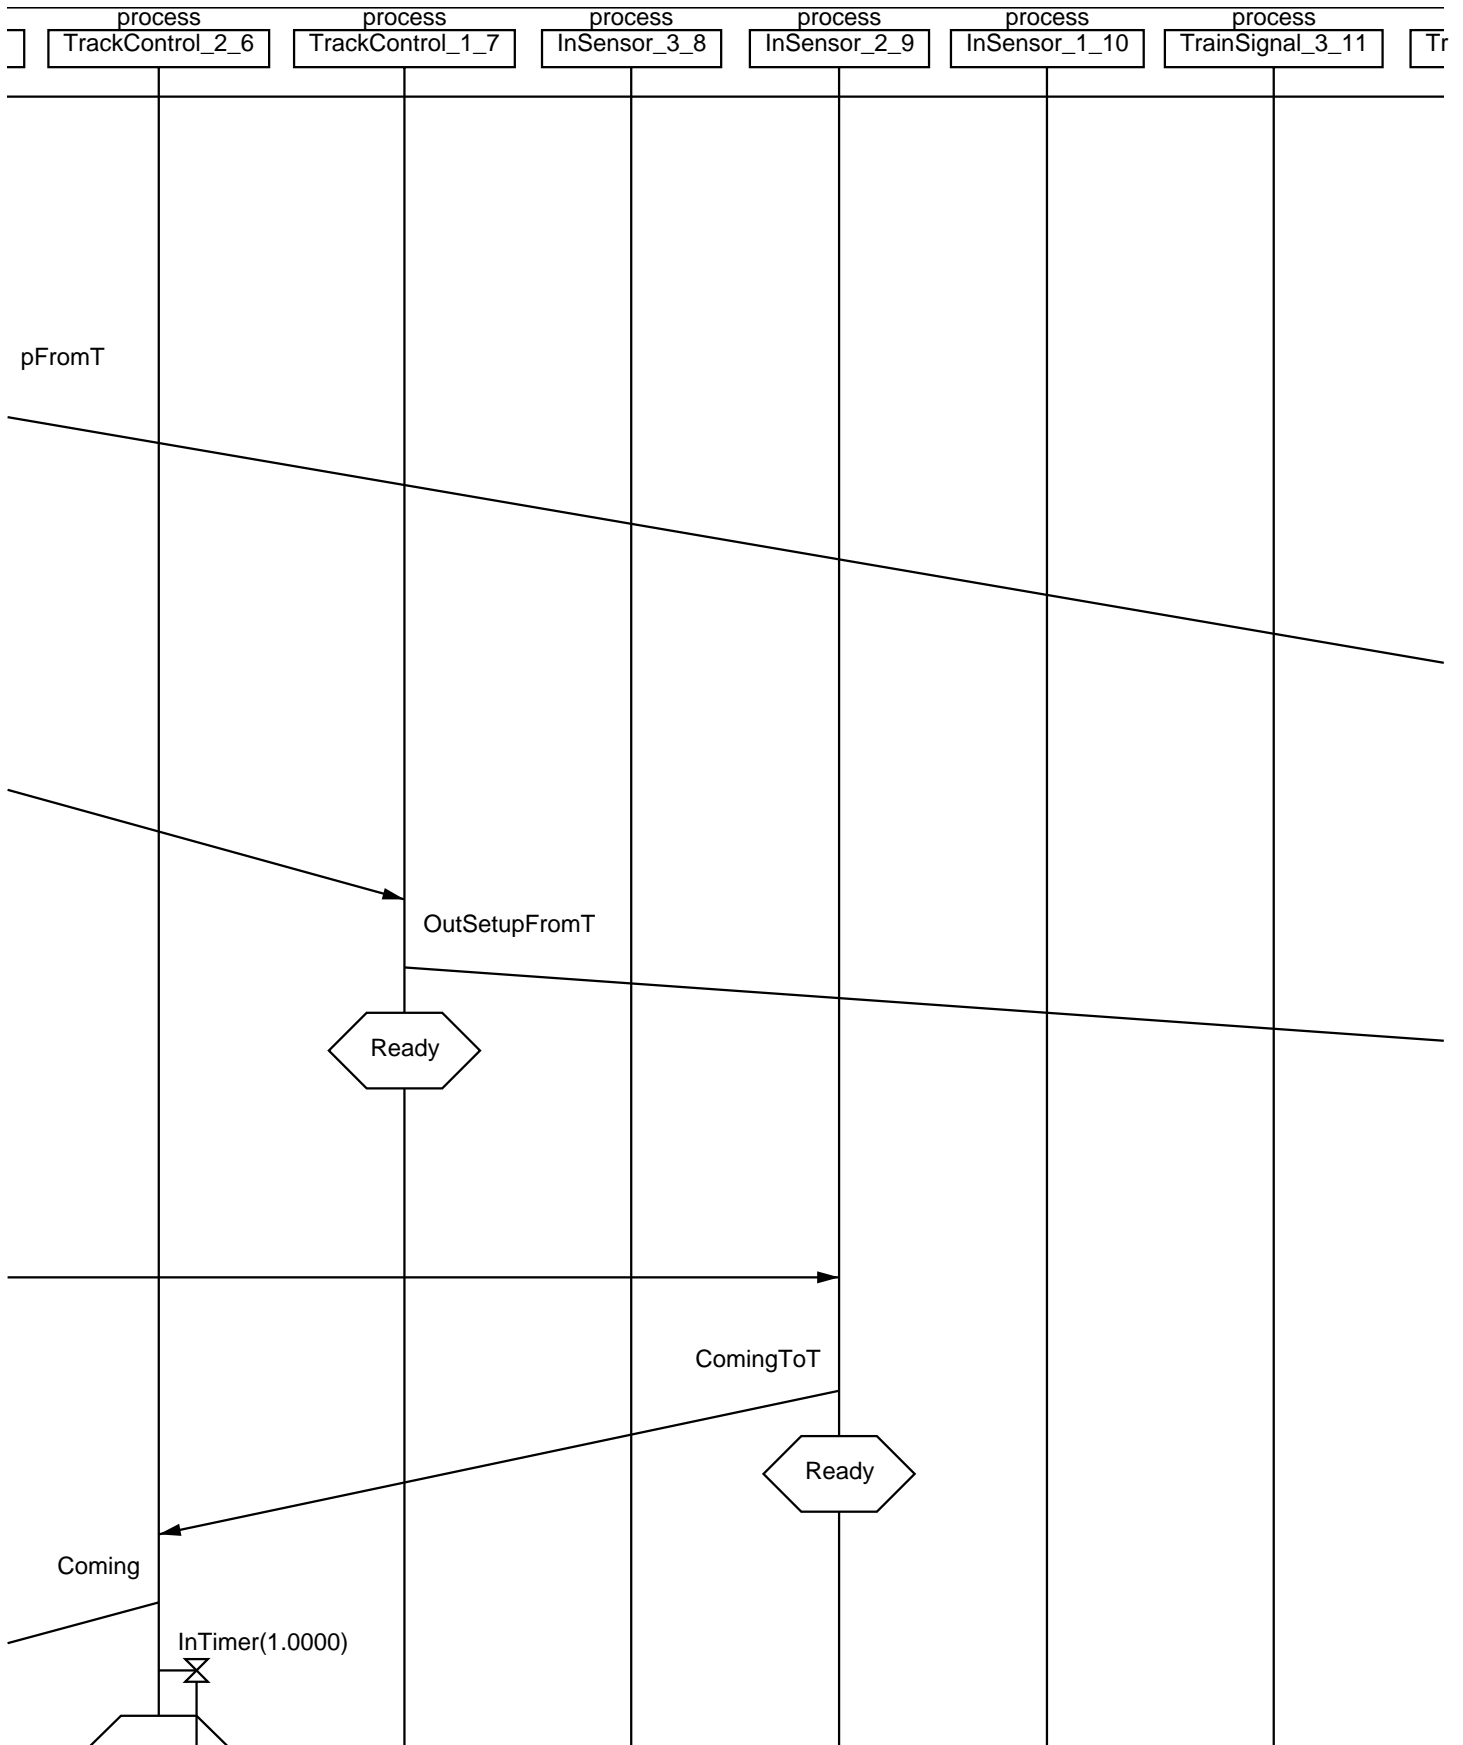 process process process process process process
TrackControl_2_6 TrackControl_1_7 InSensor_3_8 InSensor_2_9 InSensor_1_10 TrainSignal_3_11 Tr
pFromT
OutSetupFromT
Ready
ComingToT
Ready
Coming
InTimer(1.0000)